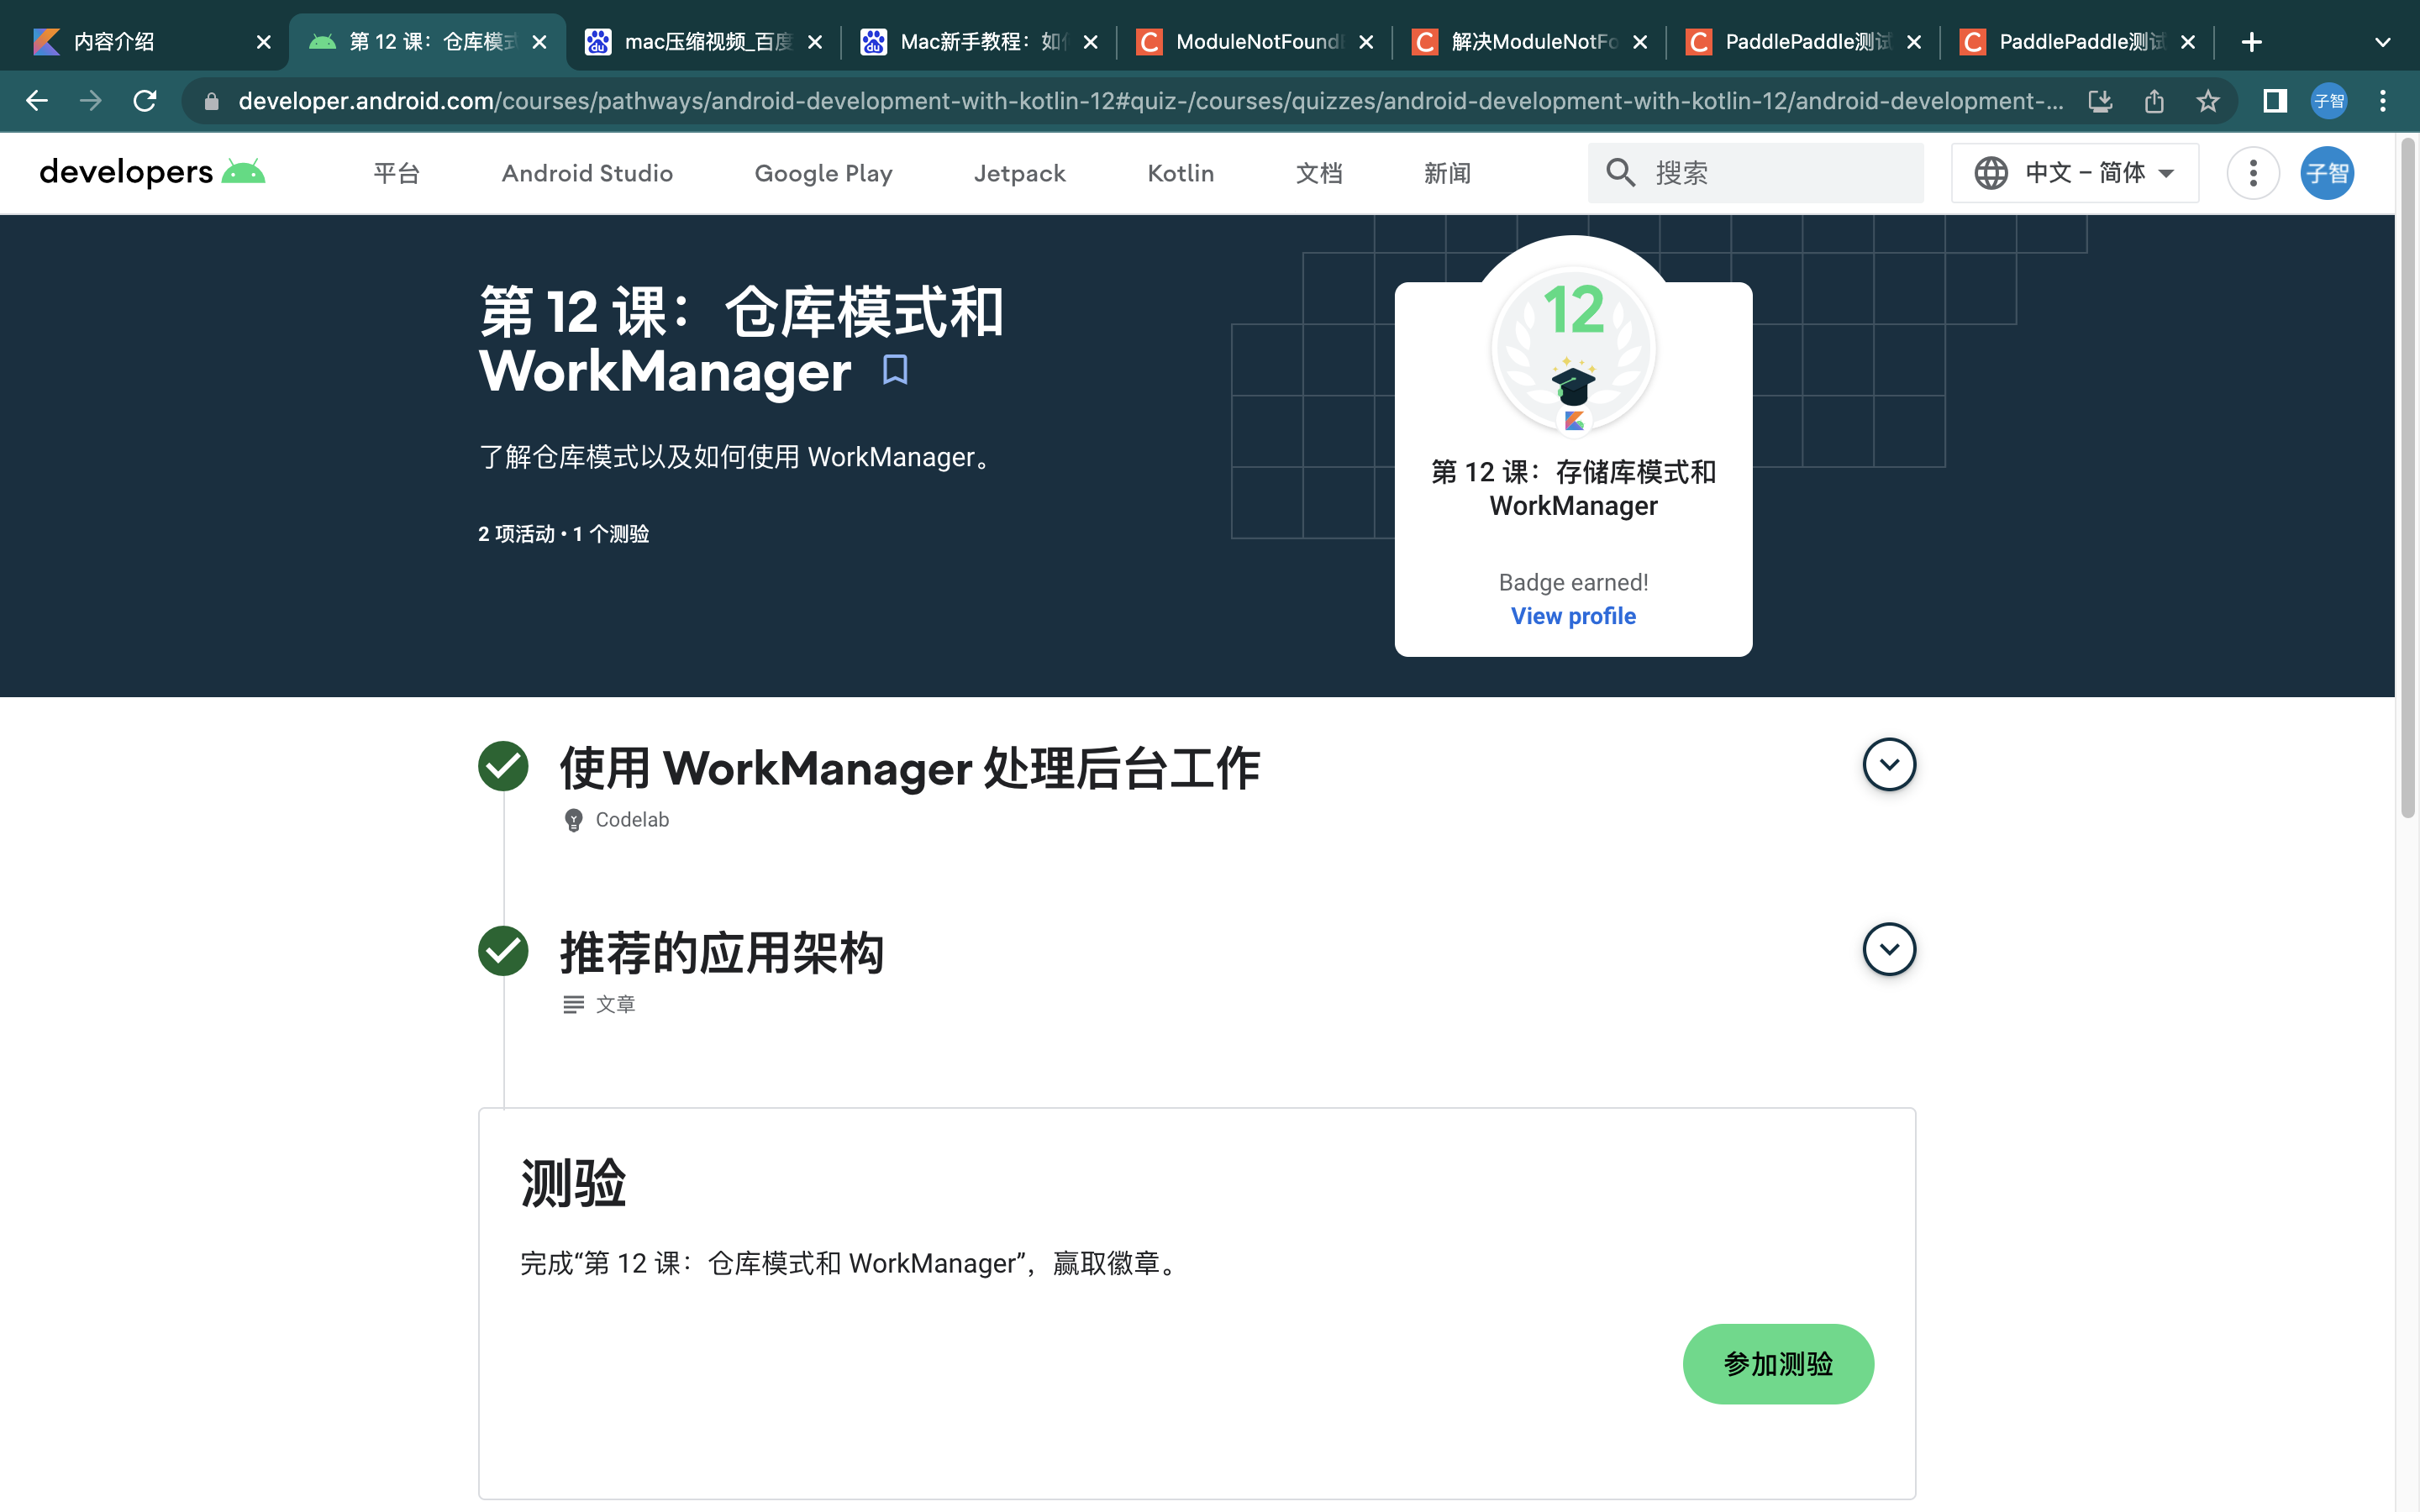 内容介绍
第 12 课：仓库模式
mac压缩视频_百度
Mac新手教程：如何
ModuleNotFound
解决ModuleNotFo
PaddlePaddle测试
PaddlePaddle测试
developer.android.com/courses/pathways/android-development-with-kotlin-12#quiz-/courses/quizzes/android-development-with-kotlin-12/android-development-...
子智
developers
平台
Android Studio
Google Play
Jetpack
Kotlin
文档
新闻
搜索
中文 – 简体
子智
第 12 课：仓库模式和
WorkManager
了解仓库模式以及如何使用 WorkManager。
2 项活动 • 1 个测验
12
第 12 课：存储库模式和
WorkManager
Badge earned!
View profile
使用 WorkManager 处理后台工作
Codelab
推荐的应用架构
文章
测验
完成“第 12 课：仓库模式和 WorkManager”，赢取徽章。
参加测验